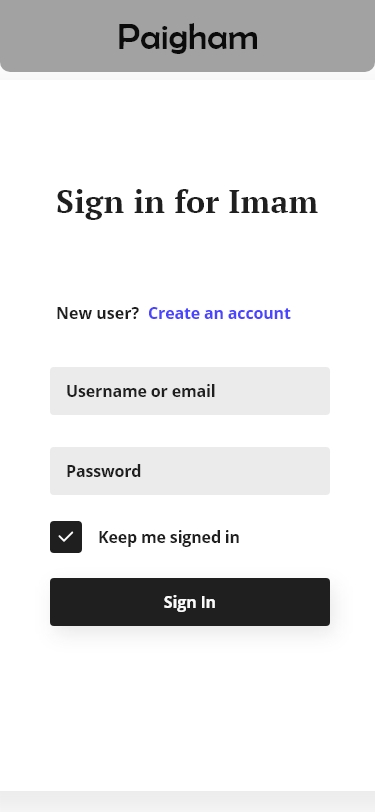 Paigham
Sign in for Imam
New user? Create an account
Username or email
Password
Keep me signed in
Sign In